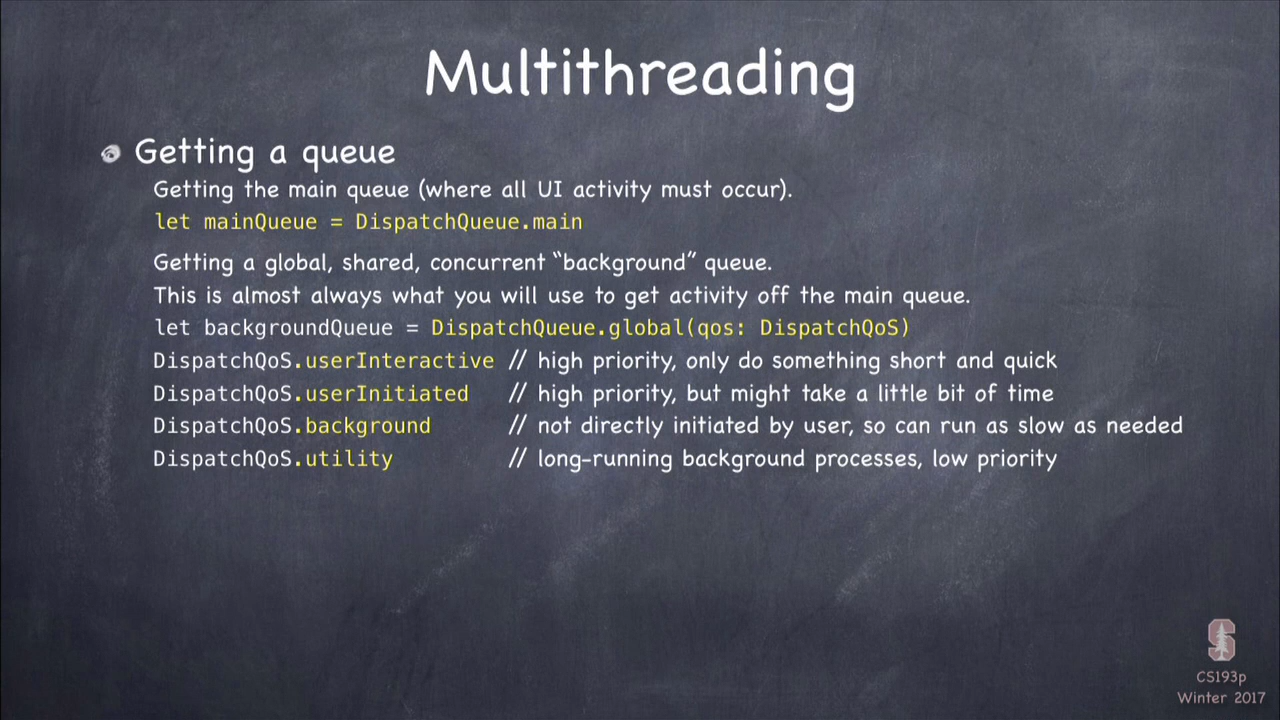 Multithreading
Getting a queue
Getting the main queue (where all UI activity must occur).
let mainQueue = DispatchQueue.main
Getting a global, shared, concurrent “background” queue.
This is almost always what you will use to get activity off the main queue.
let backgroundQueue = DispatchQueue.global(qos: DispatchQoS)
DispatchQoS.userInteractive // high priority, only do something short and quick
DispatchQoS.userInitiated // high priority, but might take a little bit of time
DispatchQoS.background // not directly initiated by user, so can run as slow as needed
DispatchQoS.utility // long-running background processes, low priority
S
CS193p
Winter 2017